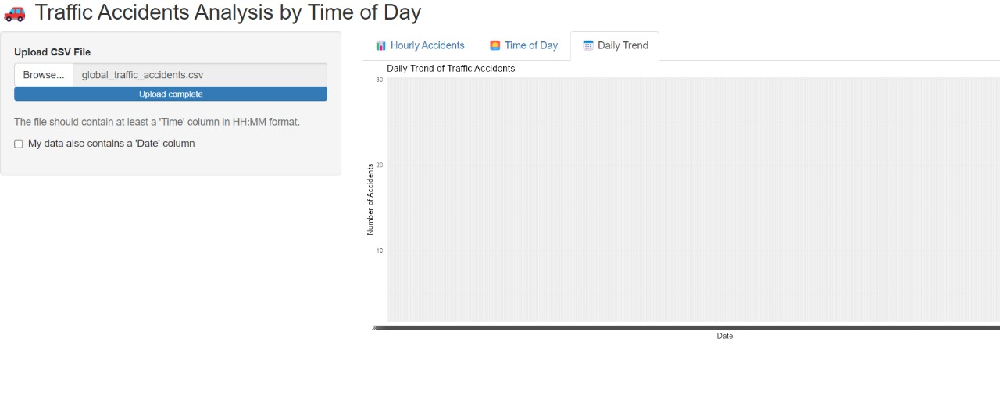 Traffic Accidents Analysis by Time of Day
Upload CSV File
Browse... global_traffic_accidents.csv
Upload complete
The file should contain at least a 'Time' column in HH:MM format.
My data also contains a 'Date' column
Hourly Accidents Time of Day Daily Trend
Daily Trend of Traffic Accidents
30
20
10
Number of Accidents
Date